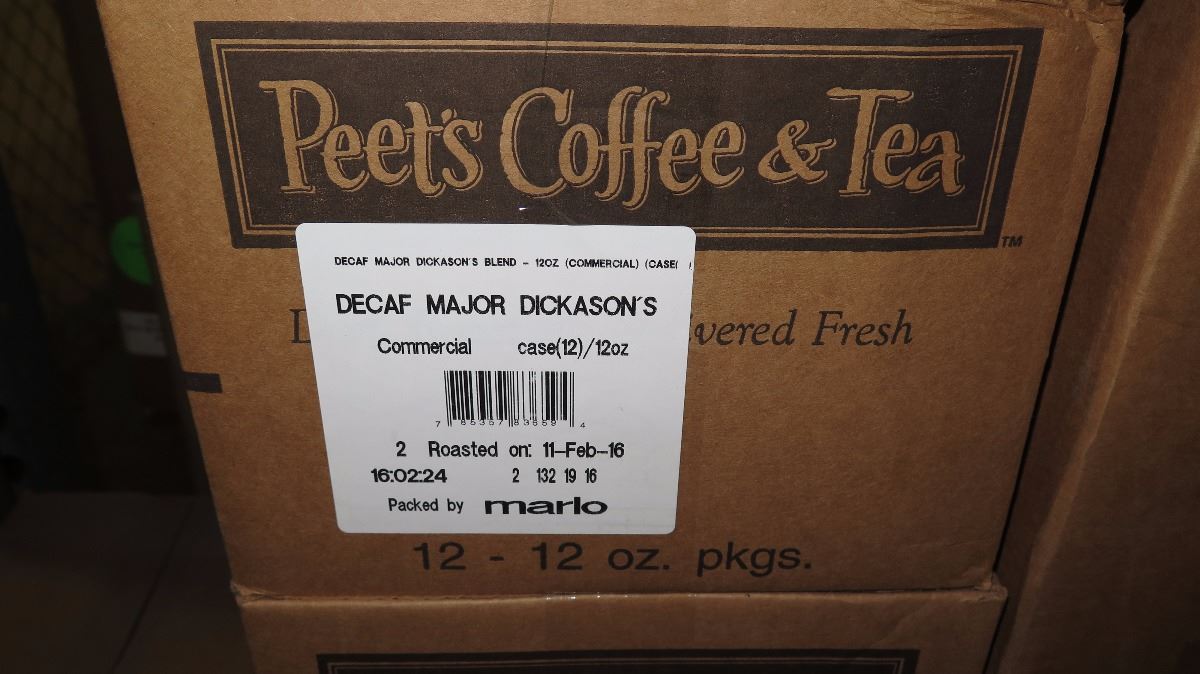 Peet's Coffee & Tea
TM
DECAF MAJOR DICKASON'S BLEND - 12OZ (COMMERCIAL) (CASE(
DECAF MAJOR DICKASON'S
Fresh
Commercial case(12)/12oz
2 Roasted on: 11-Feb-16
16:02:24 2 132 19 16
Packed by marlo
12 - 12 oz. pkgs.